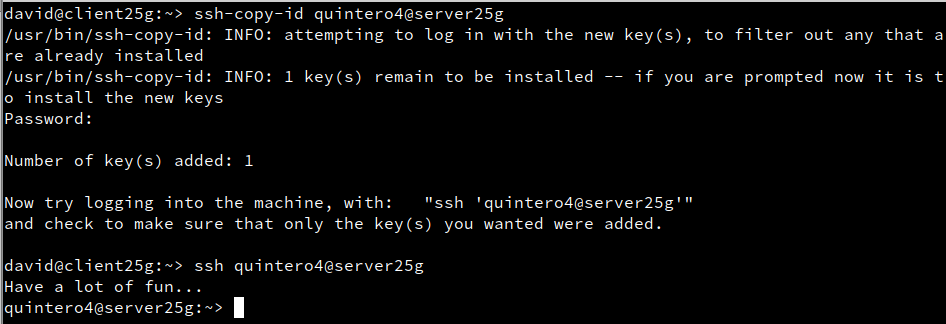 david@client25g:~> ssh-copy-id quintero4@server25g
/usr/bin/ssh-copy-id: INFO: attempting to log in with the new key(s), to filter out any that a
re already installed
/usr/bin/ssh-copy-id: INFO: 1 key(s) remain to be installed -- if you are prompted now it is t
o install the new keys
Password:
Number of key(s) added: 1
Now try logging into the machine, with:   "ssh 'quintero4@server25g'"
and check to make sure that only the key(s) you wanted were added.
david@client25g:~> ssh quintero4@server25g
Have a lot of fun...
quintero4@server25g:~>